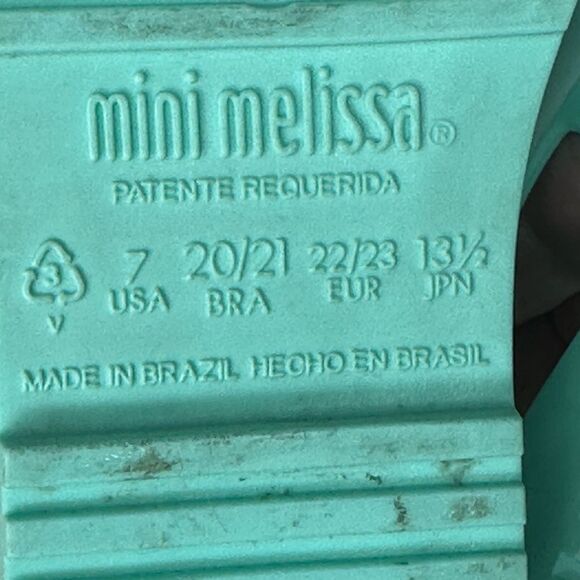 mini melissa®
PATENTE REQUERIDA
3 7 20/21 22/23 13½
V USA BRA EUR JPN
MADE IN BRAZIL HECHO EN BRASIL